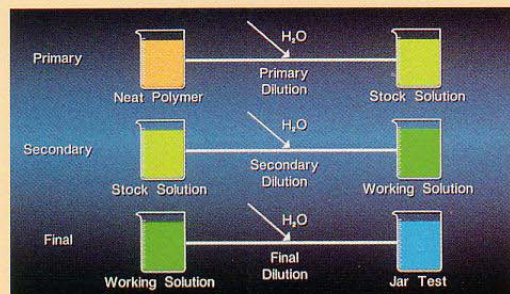 H₂O
Primary
Primary
Dilution
Neat Polymer
Stock Solution
H₂O
Secondary
Secondary
Dilution
Stock Solution
Working Solution
H₂O
Final
Final
Dilution
Working Solution
Jar Test